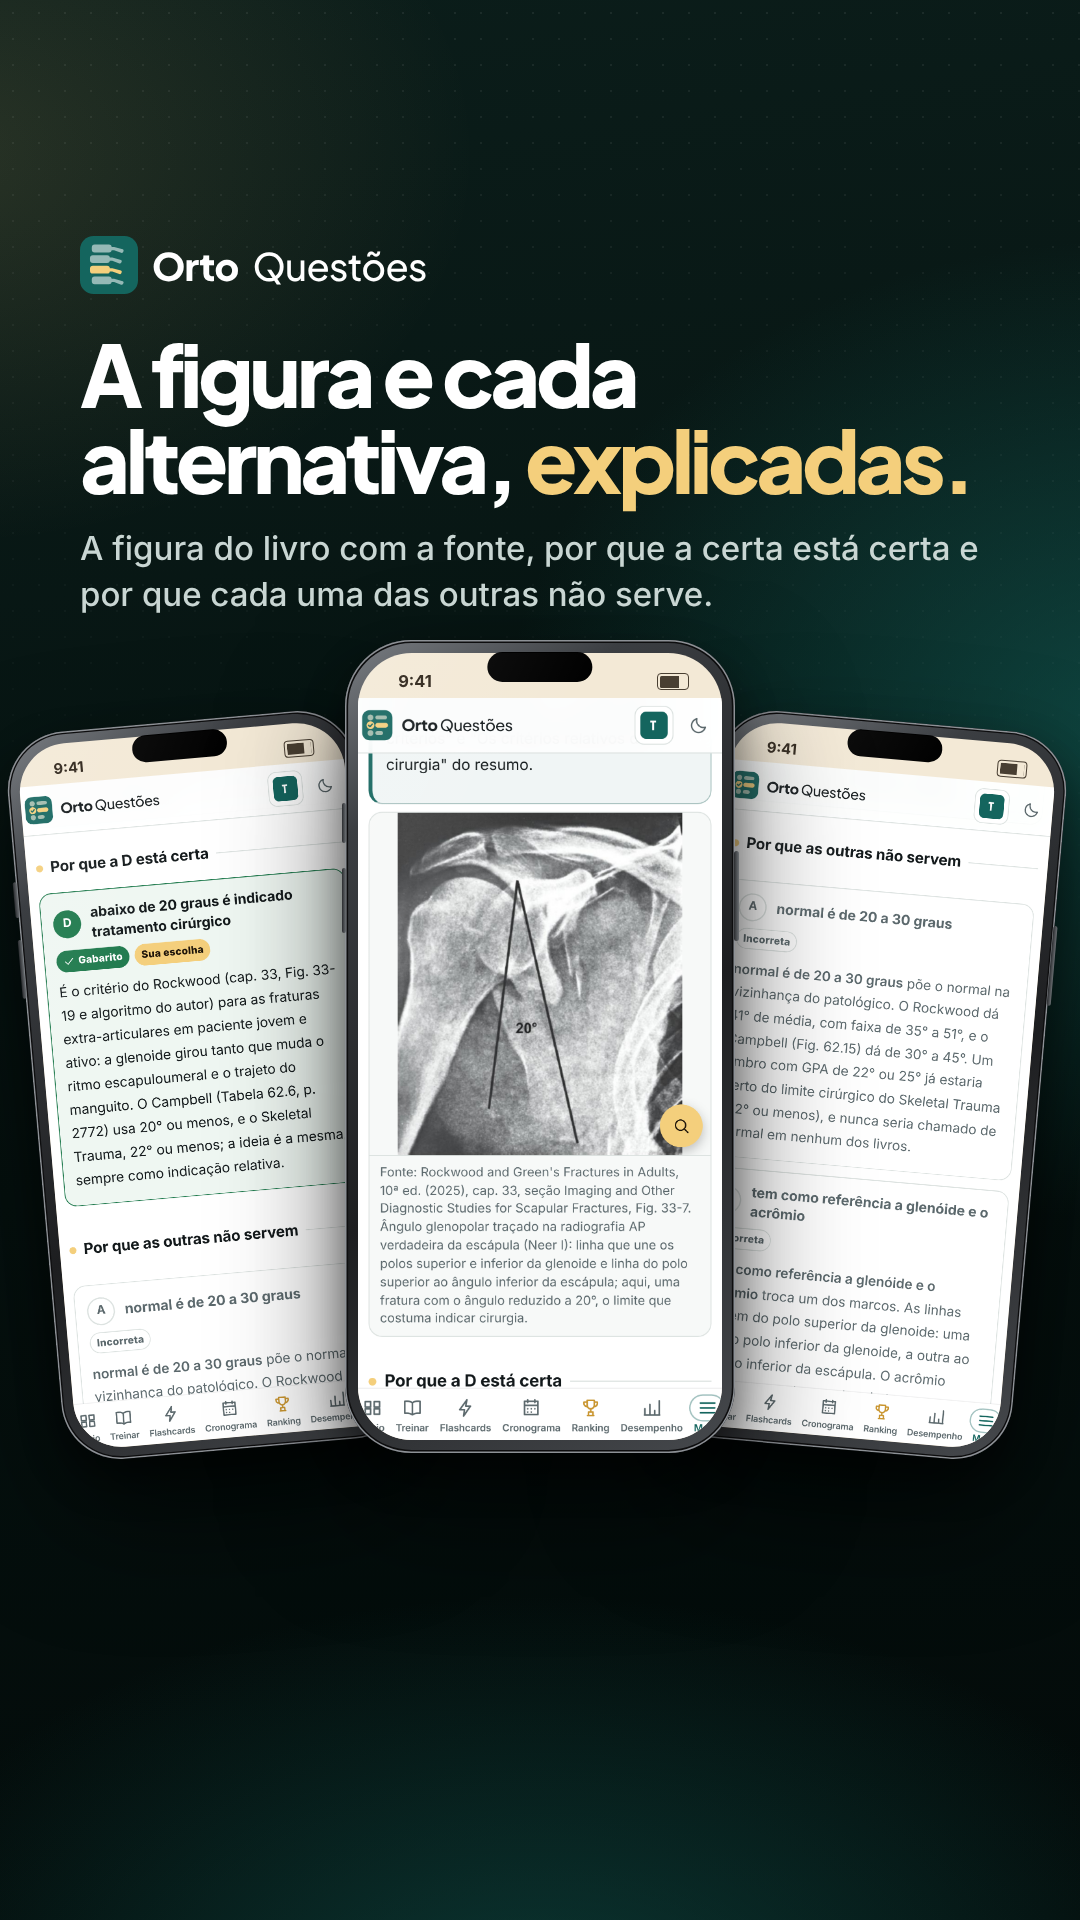 Orto Questões
A figura e cada
alternativa, explicadas.
A figura do livro com a fonte, por que a certa está certa e
por que cada uma das outras não serve.
9:41
Orto Questões
T
Por que a D está certa
D
abaixo de 20 graus é indicado
tratamento cirúrgico
Gabarito
Sua escolha
É o critério do Rockwood (cap. 33, Fig. 33-
19 e algoritmo do autor) para as fraturas
extra-articulares em paciente jovem e
ativo: a glenoide girou tanto que muda o
ritmo escapuloumeral e o trajeto do
manguito. O Campbell (Tabela 62.6, p.
2772) usa 20° ou menos, e o Skeletal
Trauma, 22° ou menos; a ideia é a mesma
sempre como indicação relativa.
Por que as outras não servem
A
normal é de 20 a 30 graus
Incorreta
normal é de 20 a 30 graus põe o norma
vizinhança do patológico. O Rockwood
Treinar
Flashcards
Cronograma
Ranking
Desempe
9:41
Orto Questões
T
cirurgia" do resumo.
20°
Fonte: Rockwood and Green's Fractures in Adults,
10ª ed. (2025), cap. 33, seção Imaging and Other
Diagnostic Studies for Scapular Fractures, Fig. 33-7.
Ângulo glenopolar traçado na radiografia AP
verdadeira da escápula (Neer I): linha que une os
polos superior e inferior da glenoide e linha do polo
superior ao ângulo inferior da escápula; aqui, uma
fratura com o ângulo reduzido a 20°, o limite que
costuma indicar cirurgia.
Por que a D está certa
Treinar
Flashcards
Cronograma
Ranking
Desempenho
9:41
Orto Questões
T
Por que as outras não servem
A
normal é de 20 a 30 graus
Incorreta
normal é de 20 a 30 graus põe o normal na
vizinhança do patológico. O Rockwood dá
41° de média, com faixa de 35° a 51°, e o
Campbell (Fig. 62.15) dá de 30° a 45°. Um
mbro com GPA de 22° ou 25° já estaria
erto do limite cirúrgico do Skeletal Trauma
2° ou menos), e nunca seria chamado de
rmal em nenhum dos livros.
tem como referência a glenóide e o
acrômio
orreta
como referência a glenóide e o
mio troca um dos marcos. As linhas
em do polo superior da glenoide: uma
o polo inferior da glenoide, a outra ao
o inferior da escápula. O acrômio
Flashcards
Cronograma
Ranking
Desempenho